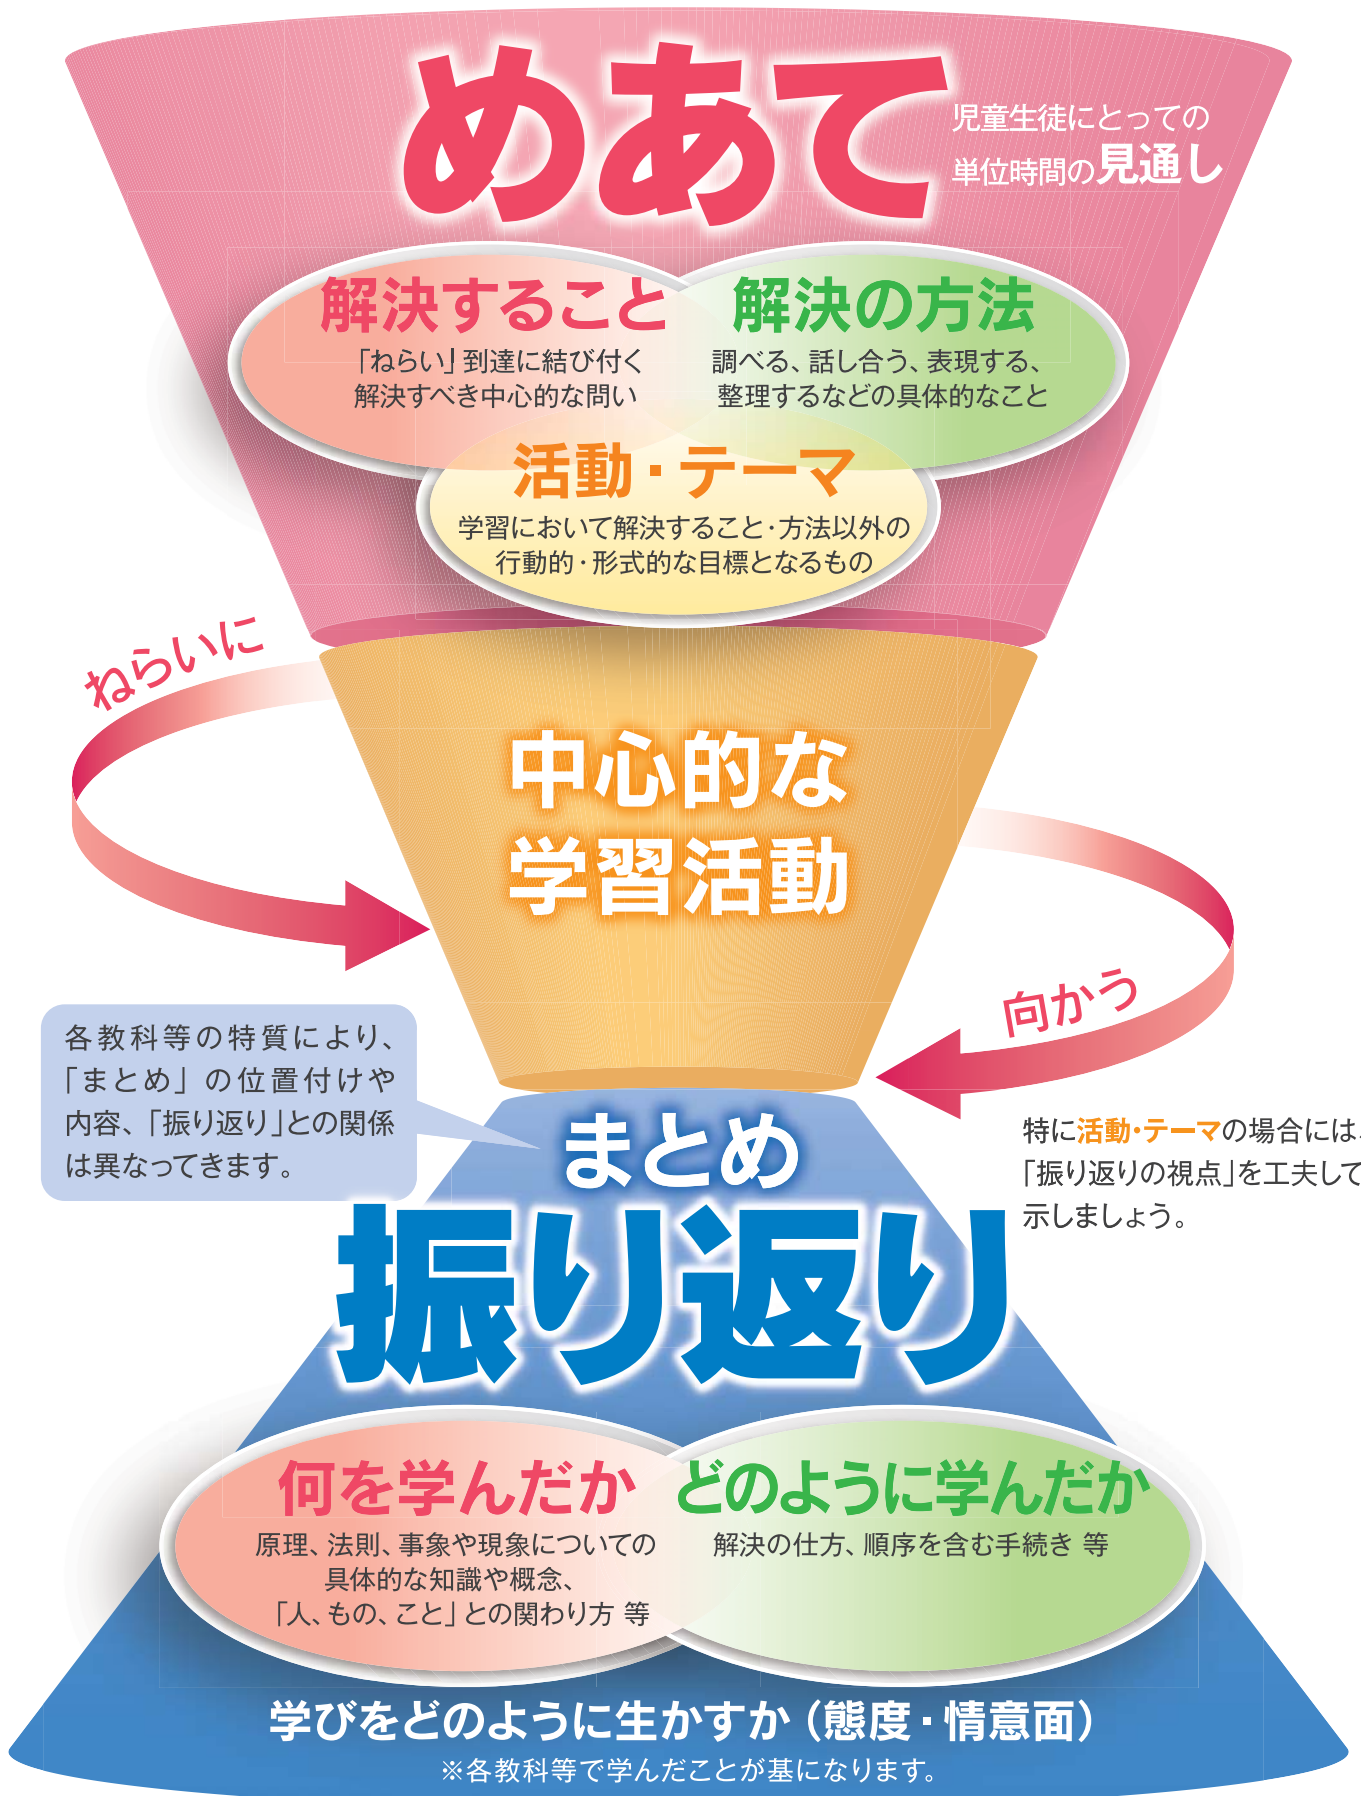 めあて
児童生徒にとっての
単位時間の見通し
解決すること
「ねらい」到達に結び付く
解決すべき中心的な問い
解決の方法
調べる、話し合う、表現する、
整理するなどの具体的なこと
活動・テーマ
学習において解決すること・方法以外の
行動的・形式的な目標となるもの
ねらいに
中心的な
学習活動
向かう
各教科等の特質により、
「まとめ」の位置付けや
内容、「振り返り」との関係
は異なってきます。
特に活動・テーマの場合には、
「振り返りの視点」を工夫して
示しましょう。
まとめ
振り返り
何を学んだか
原理、法則、事象や現象についての
具体的な知識や概念、
「人、もの、こと」との関わり方 等
どのように学んだか
解決の仕方、順序を含む手続き 等
学びをどのように生かすか（態度・情意面）
※各教科等で学んだことが基になります。